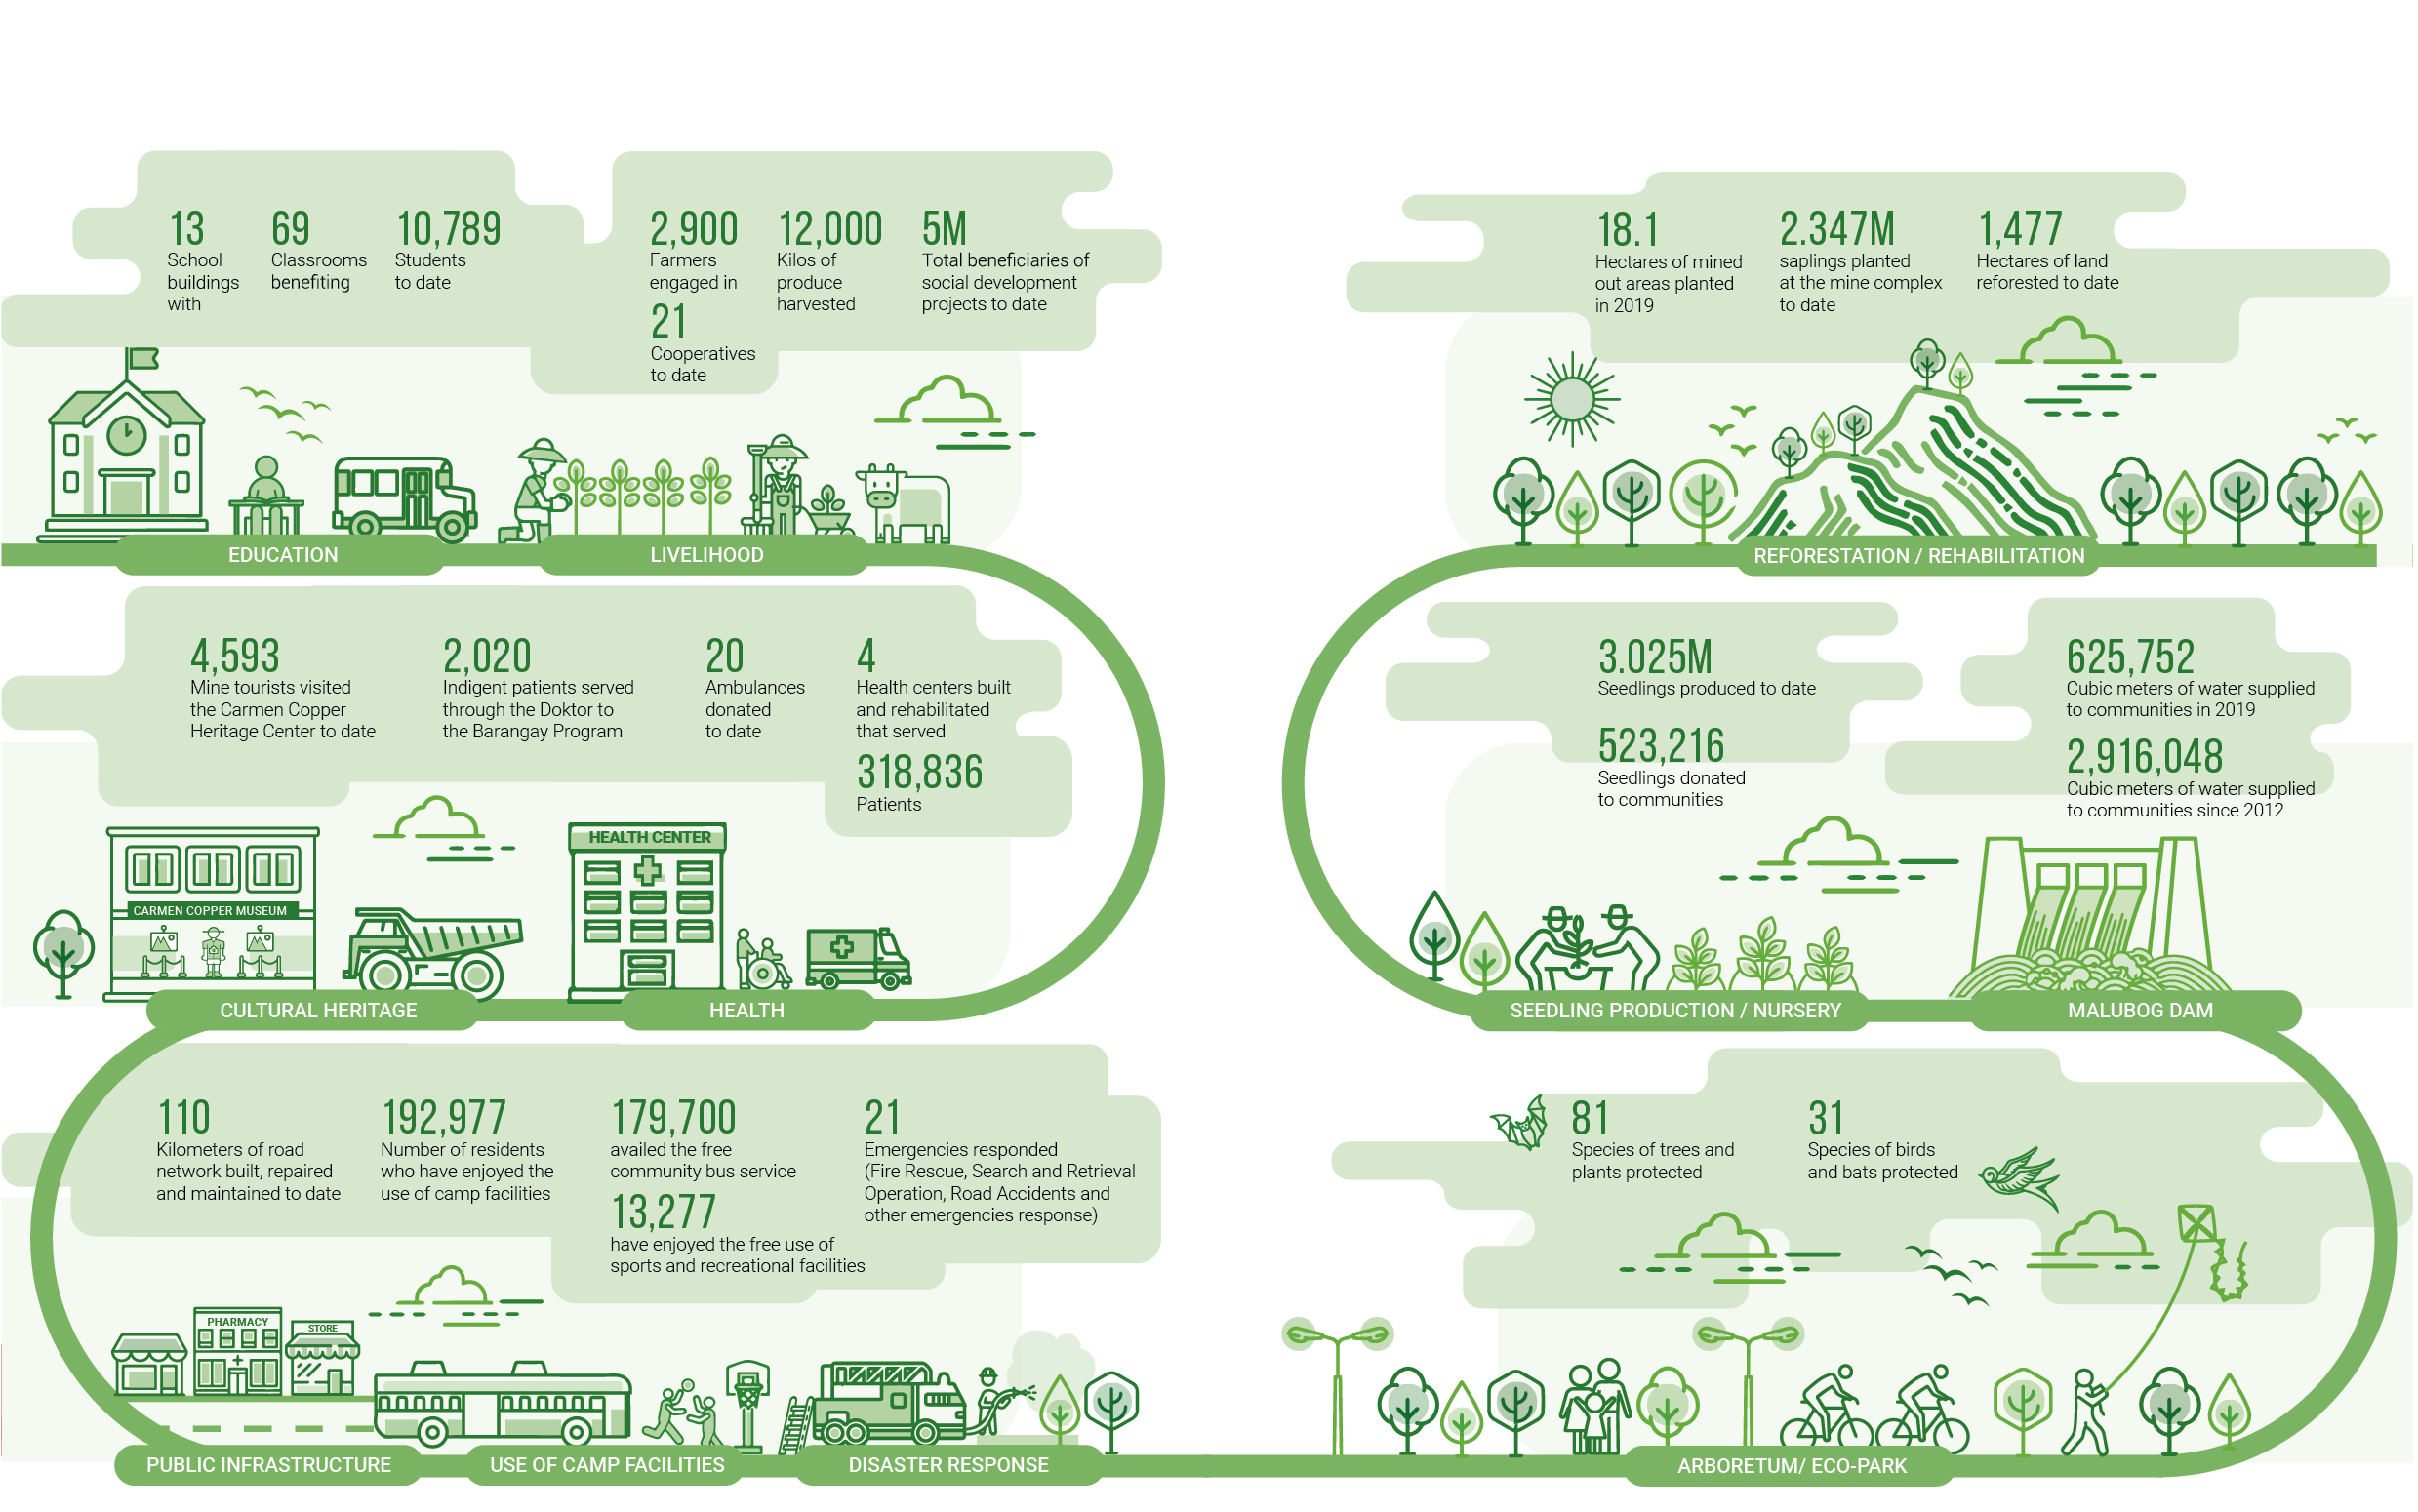 13
School
buildings
with
69
Classrooms
benefiting
10,789
Students
to date
2,900
Farmers
engaged in
21
Cooperatives
to date
12,000
Kilos of
produce
harvested
5M
Total beneficiaries of
social development
projects to date
EDUCATION
LIVELIHOOD
4,593
Mine tourists visited
the Carmen Copper
Heritage Center to date
2,020
Indigent patients served
through the Doktor to
the Barangay Program
20
Ambulances
donated
to date
4
Health centers built
and rehabilitated
that served
318,836
Patients
CARMEN COPPER MUSEUM
HEALTH CENTER
CULTURAL HERITAGE
HEALTH
110
Kilometers of road
network built, repaired
and maintained to date
192,977
Number of residents
who have enjoyed the
use of camp facilities
179,700
availed the free
community bus service
13,277
have enjoyed the free use of
sports and recreational facilities
21
Emergencies responded
(Fire Rescue, Search and Retrieval
Operation, Road Accidents and
other emergencies response)
PHARMACY
STORE
PUBLIC INFRASTRUCTURE
USE OF CAMP FACILITIES
DISASTER RESPONSE
18.1
Hectares of mined
out areas planted
in 2019
2.347M
saplings planted
at the mine complex
to date
1,477
Hectares of land
reforested to date
REFORESTATION / REHABILITATION
3.025M
Seedlings produced to date
523,216
Seedlings donated
to communities
625,752
Cubic meters of water supplied
to communities in 2019
2,916,048
Cubic meters of water supplied
to communities since 2012
SEEDLING PRODUCTION / NURSERY
MALUBOG DAM
81
Species of trees and
plants protected
31
Species of birds
and bats protected
ARBORETUM/ ECO-PARK